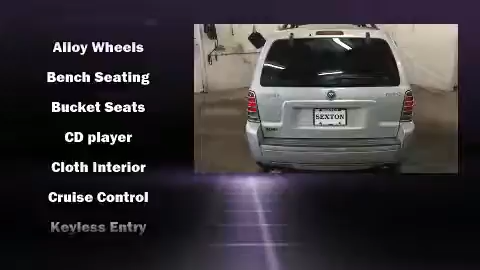 Alloy Wheels
Bench Seating
Bucket Seats
CD player
Cloth Interior
Cruise Control
Keyless Entry
SEXTON